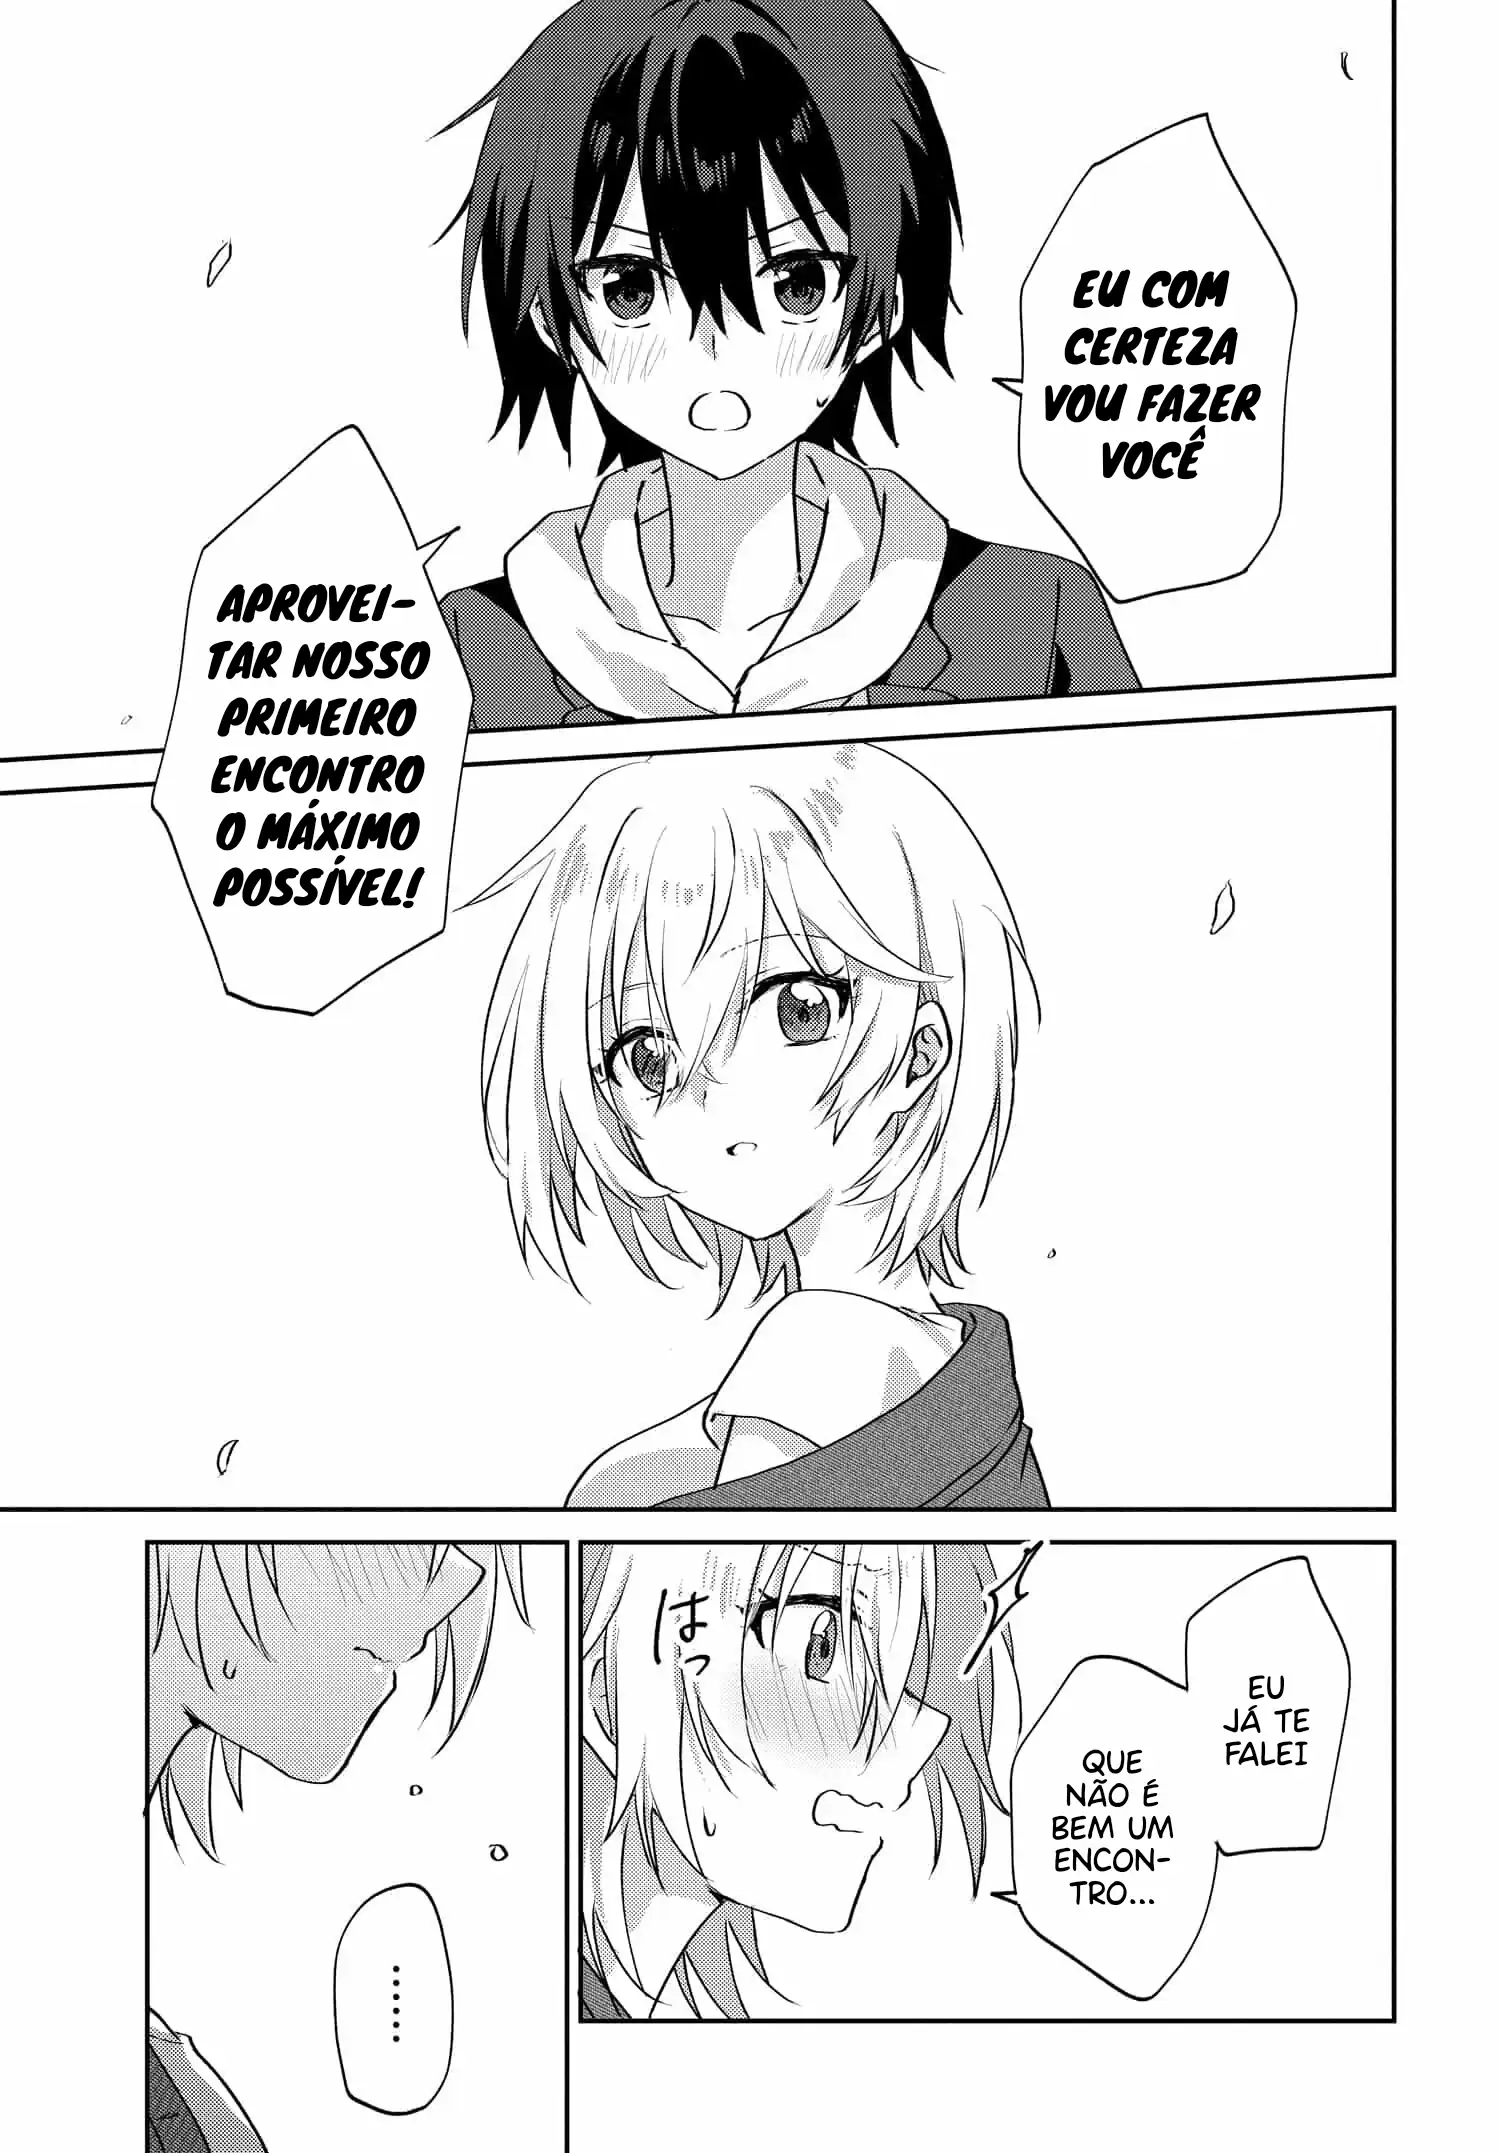 EU COM
CERTEZA
VOU FAZER
VOCÊ
APROVEI-
TAR NOSSO
PRIMEIRO
ENCONTRO
O MÁXIMO
POSSÍVEL!
EU
JÁ TE
FALEI
QUE
NÃO É
BEM UM
ENCON-
TRO...
はっ
......